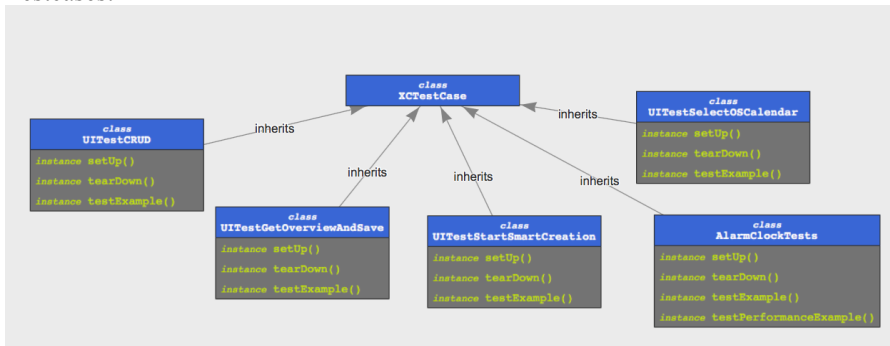 class
XCTestCase
class
UITestSelectOSCalendar
instance setUp()
instance tearDown()
instance testExample()
class
UITestCRUD
instance setUp()
instance tearDown()
instance testExample()
inherits
inherits
inherits
inherits
inherits
class
UITestGetOverviewAndSave
instance setUp()
instance tearDown()
instance testExample()
class
UITestStartSmartCreation
instance setUp()
instance tearDown()
instance testExample()
class
AlarmClockTests
instance setUp()
instance tearDown()
instance testExample()
instance testPerformanceExample()